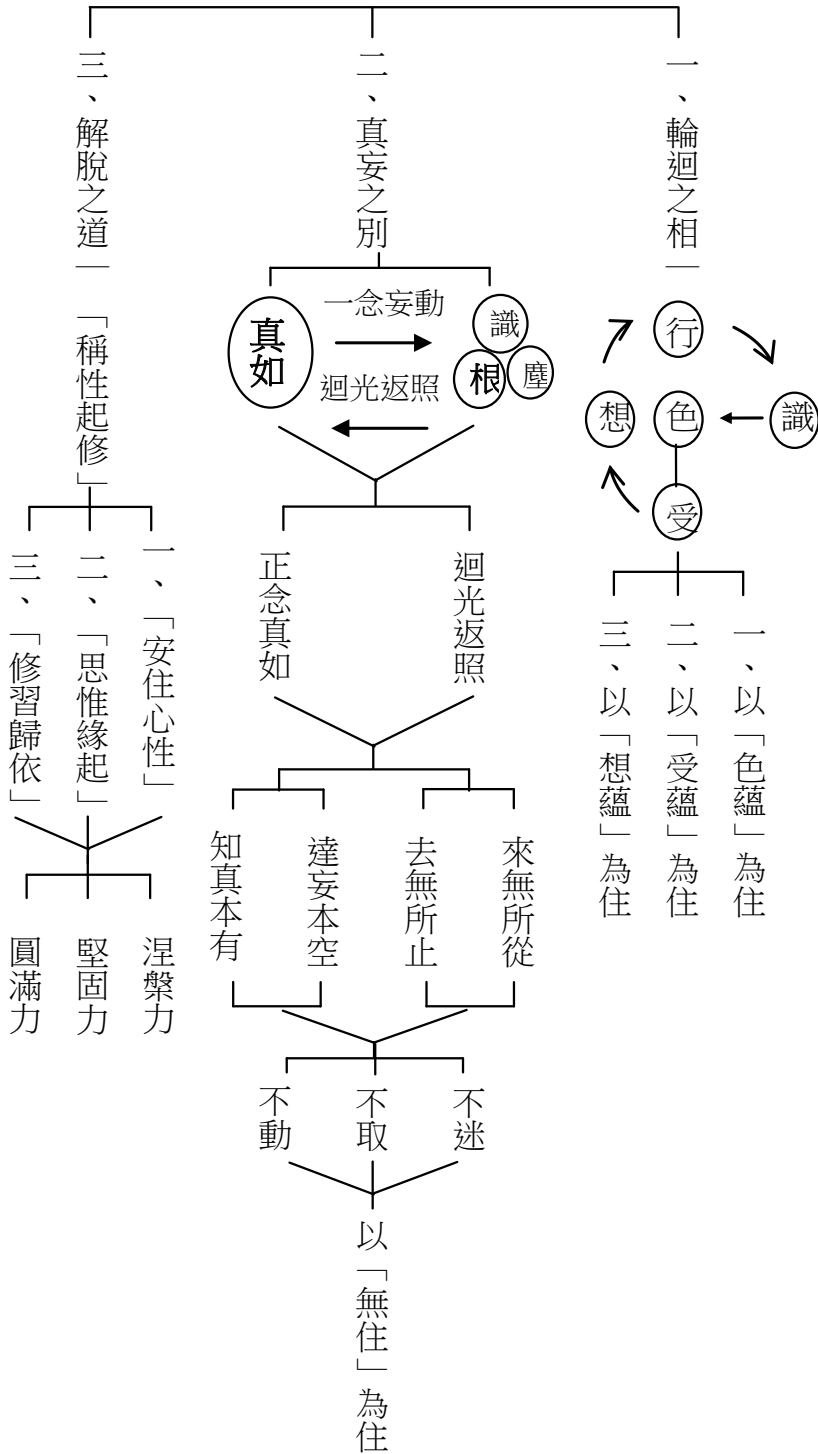 一、輪迴之相
行
識
想
色
受
一、以「色蘊」為住
二、以「受蘊」為住
三、以「想蘊」為住
二、真妄之別
識
塵
根
一念妄動
迴光返照
真如
迴光返照
正念真如
來無所從
去無所止
達妄本空
知真本有
不迷
不取
不動
以「無住」為住
三、解脫之道
「稱性起修」
一、「安住心性」
二、「思惟緣起」
三、「修習歸依」
涅槃力
堅固力
圓滿力